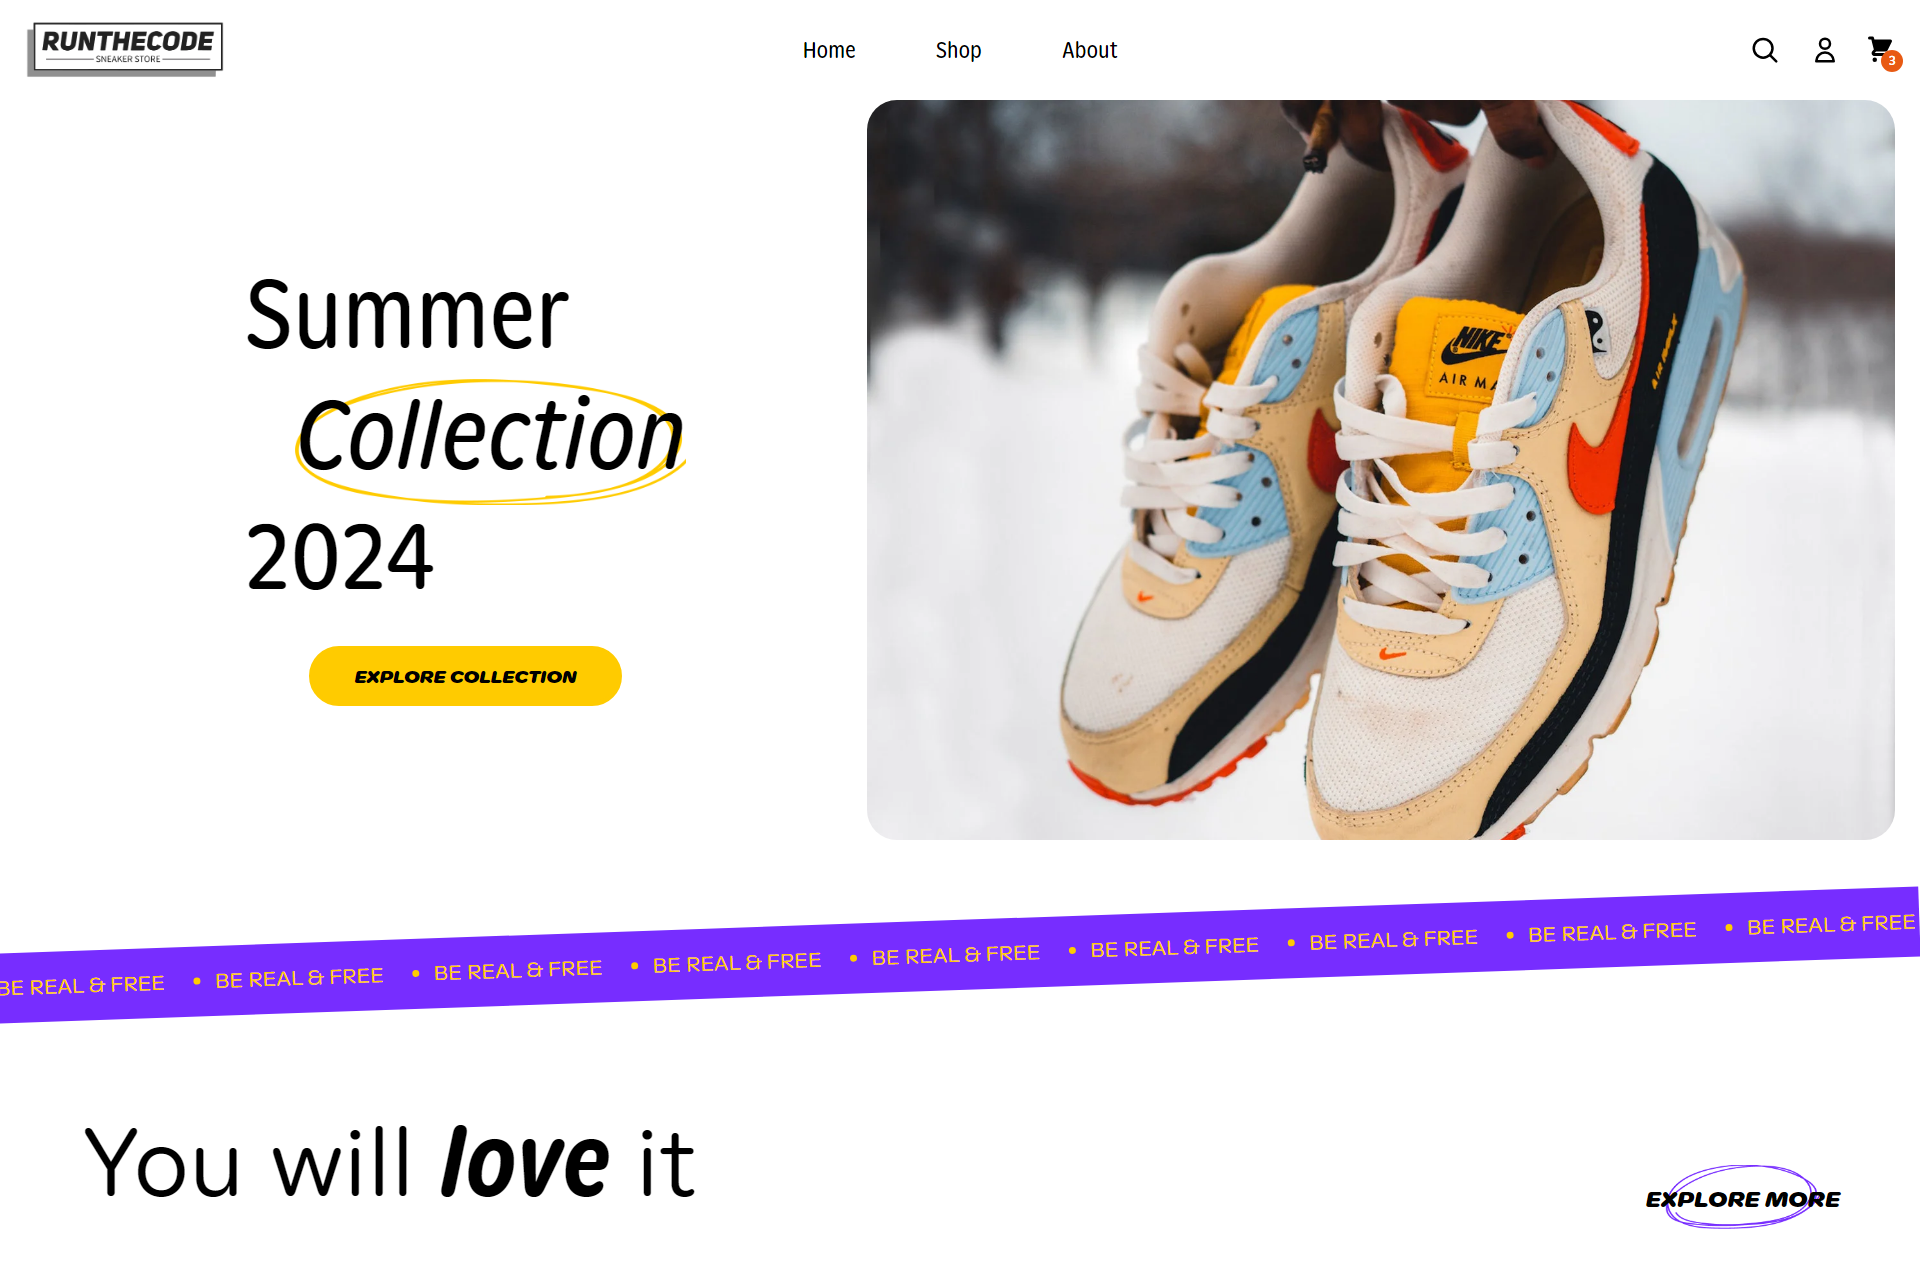 RUNTHECODE
SNEAKER STORE
Home
Shop
About
3
Summer
Collection
2024
EXPLORE COLLECTION
NIKE
AIR MA
BE REAL & FREE • BE REAL & FREE • BE REAL & FREE • BE REAL & FREE • BE REAL & FREE • BE REAL & FREE • BE REAL & FREE • BE REAL & FREE • BE REAL & FREE
You will love it
EXPLORE MORE